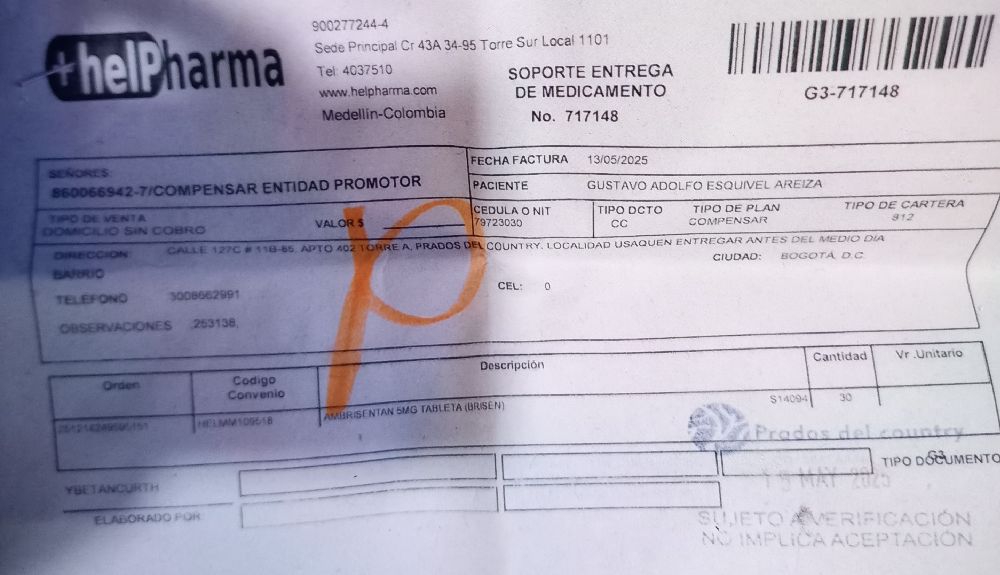 +helPharma
900277244-4
Sede Principal Cr 43A 34-95 Torre Sur Local 1101
Tel: 4037510
www.helpharma.com
Medellin-Colombia
SOPORTE ENTREGA
DE MEDICAMENTO
No. 717148
G3-717148
SEÑORES:
860066942-7/COMPENSAR ENTIDAD PROMOTOR
FECHA FACTURA 13/05/2025
PACIENTE GUSTAVO ADOLFO ESQUIVEL AREIZA
TIPO DE VENTA
DOMICILIO SIN COBRO
VALOR $
CEDULA O NIT
79723030
TIPO DCTO
CC
TIPO DE PLAN
COMPENSAR
TIPO DE CARTERA
812
DIRECCION: CALLE 127C # 11B-65, APTO 402 TORRE A, PRADOS DEL COUNTRY. LOCALIDAD USAQUEN ENTREGAR ANTES DEL MEDIO DIA
BARRIO
CIUDAD: BOGOTÁ, D.C.
TELEFONO 3008662991
CEL: 0
OBSERVACIONES .253138,
p
Orden
Codigo
Convenio
Descripción
Cantidad
Vr .Unitario
HELMM109518
AMBRISENTAN 5MG TABLETA (BRISEN)
S14094
30
Prados del country
TIPO DOCUMENTO
G3
MAY 2025
YBETANCURTH
ELABORADO POR
SUJETO A VERIFICACIÓN
NO IMPLICA ACEPTACIÓN